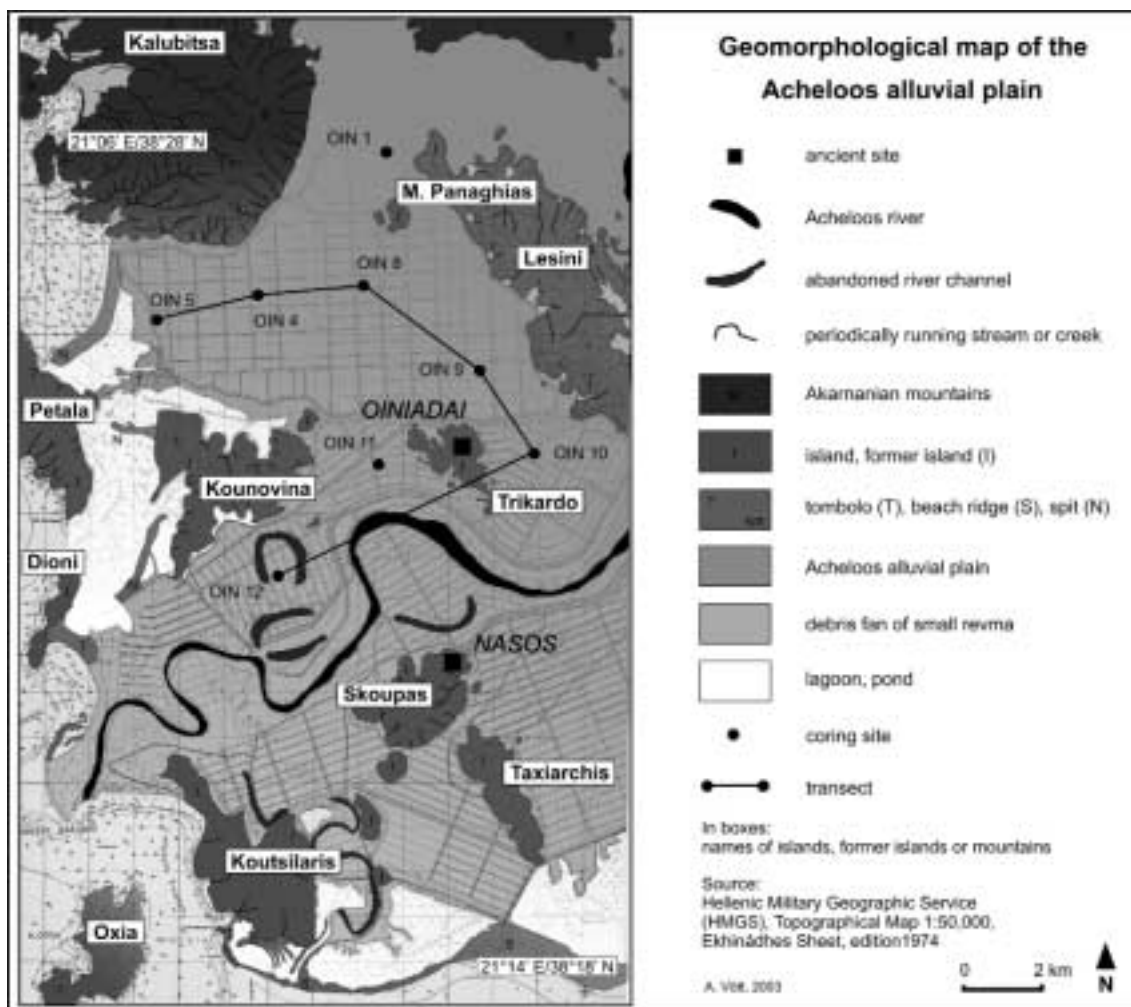 Kalubitsa
21°06' E/38°28' N
OIN 1
M. Panaghias
Lesini
OIN 8
OIN 5
OIN 4
OIN 9
Petala
OINIADAI
OIN 11
OIN 10
Kounovina
Trikardo
Dioni
OIN 12
NASOS
Skoupas
Taxiarchis
Koutsilaris
Oxia
21°14' E/38°16' N
Geomorphological map of the
Acheloos alluvial plain
ancient site
Acheloos river
abandoned river channel
periodically running stream or creek
Akarnanian mountains
island, former island (I)
tombolo (T), beach ridge (S), spit (N)
Acheloos alluvial plain
debris fan of small revma
lagoon, pond
coring site
transect
In boxes:
names of islands, former islands or mountains
Source:
Hellenic Military Geographic Service
(HMGS), Topographical Map 1:50,000,
Ekhinádhes Sheet, edition1974
A. Vött, 2003
0 2 km
N